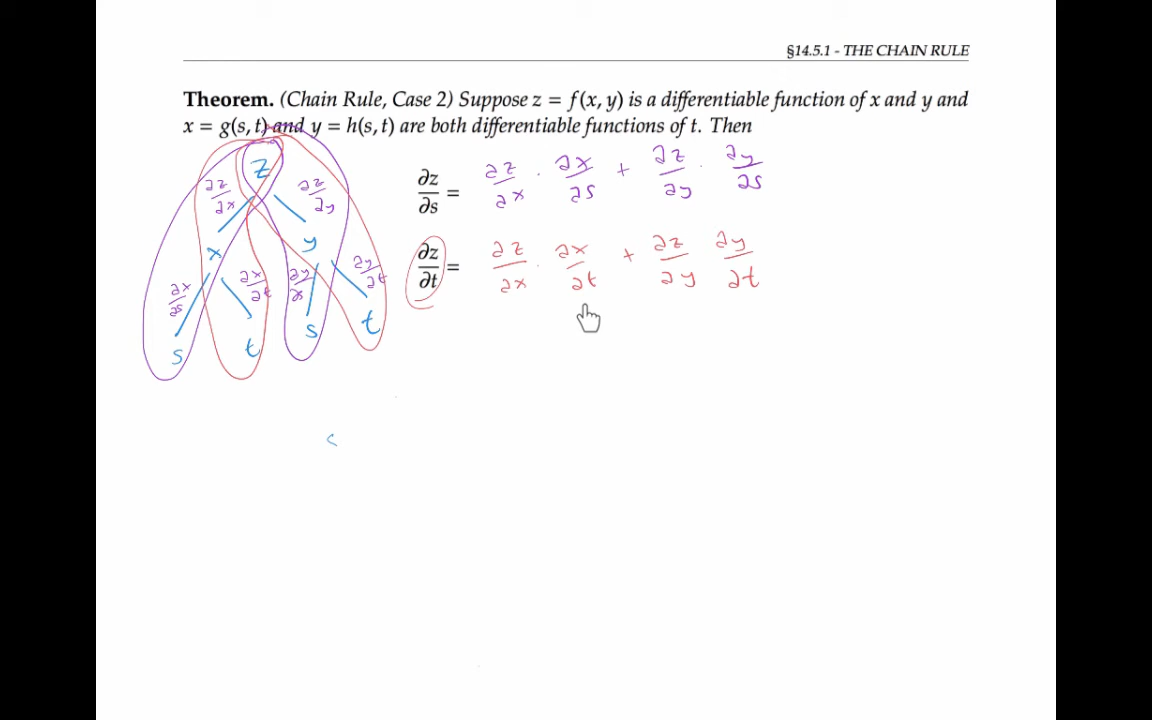 §14.5.1 - THE CHAIN RULE
Theorem. (Chain Rule, Case 2) Suppose z = f(x, y) is a differentiable function of x and y and
x = g(s, t) and y = h(s, t) are both differentiable functions of t. Then
∂z/∂s = ∂z/∂x · ∂x/∂s + ∂z/∂y · ∂y/∂s
∂z/∂t = ∂z/∂x · ∂x/∂t + ∂z/∂y ∂y/∂t
z
∂z/∂x ∂z/∂y
x y
∂x/∂s ∂x/∂t ∂y/∂s ∂y/∂t
s t s t